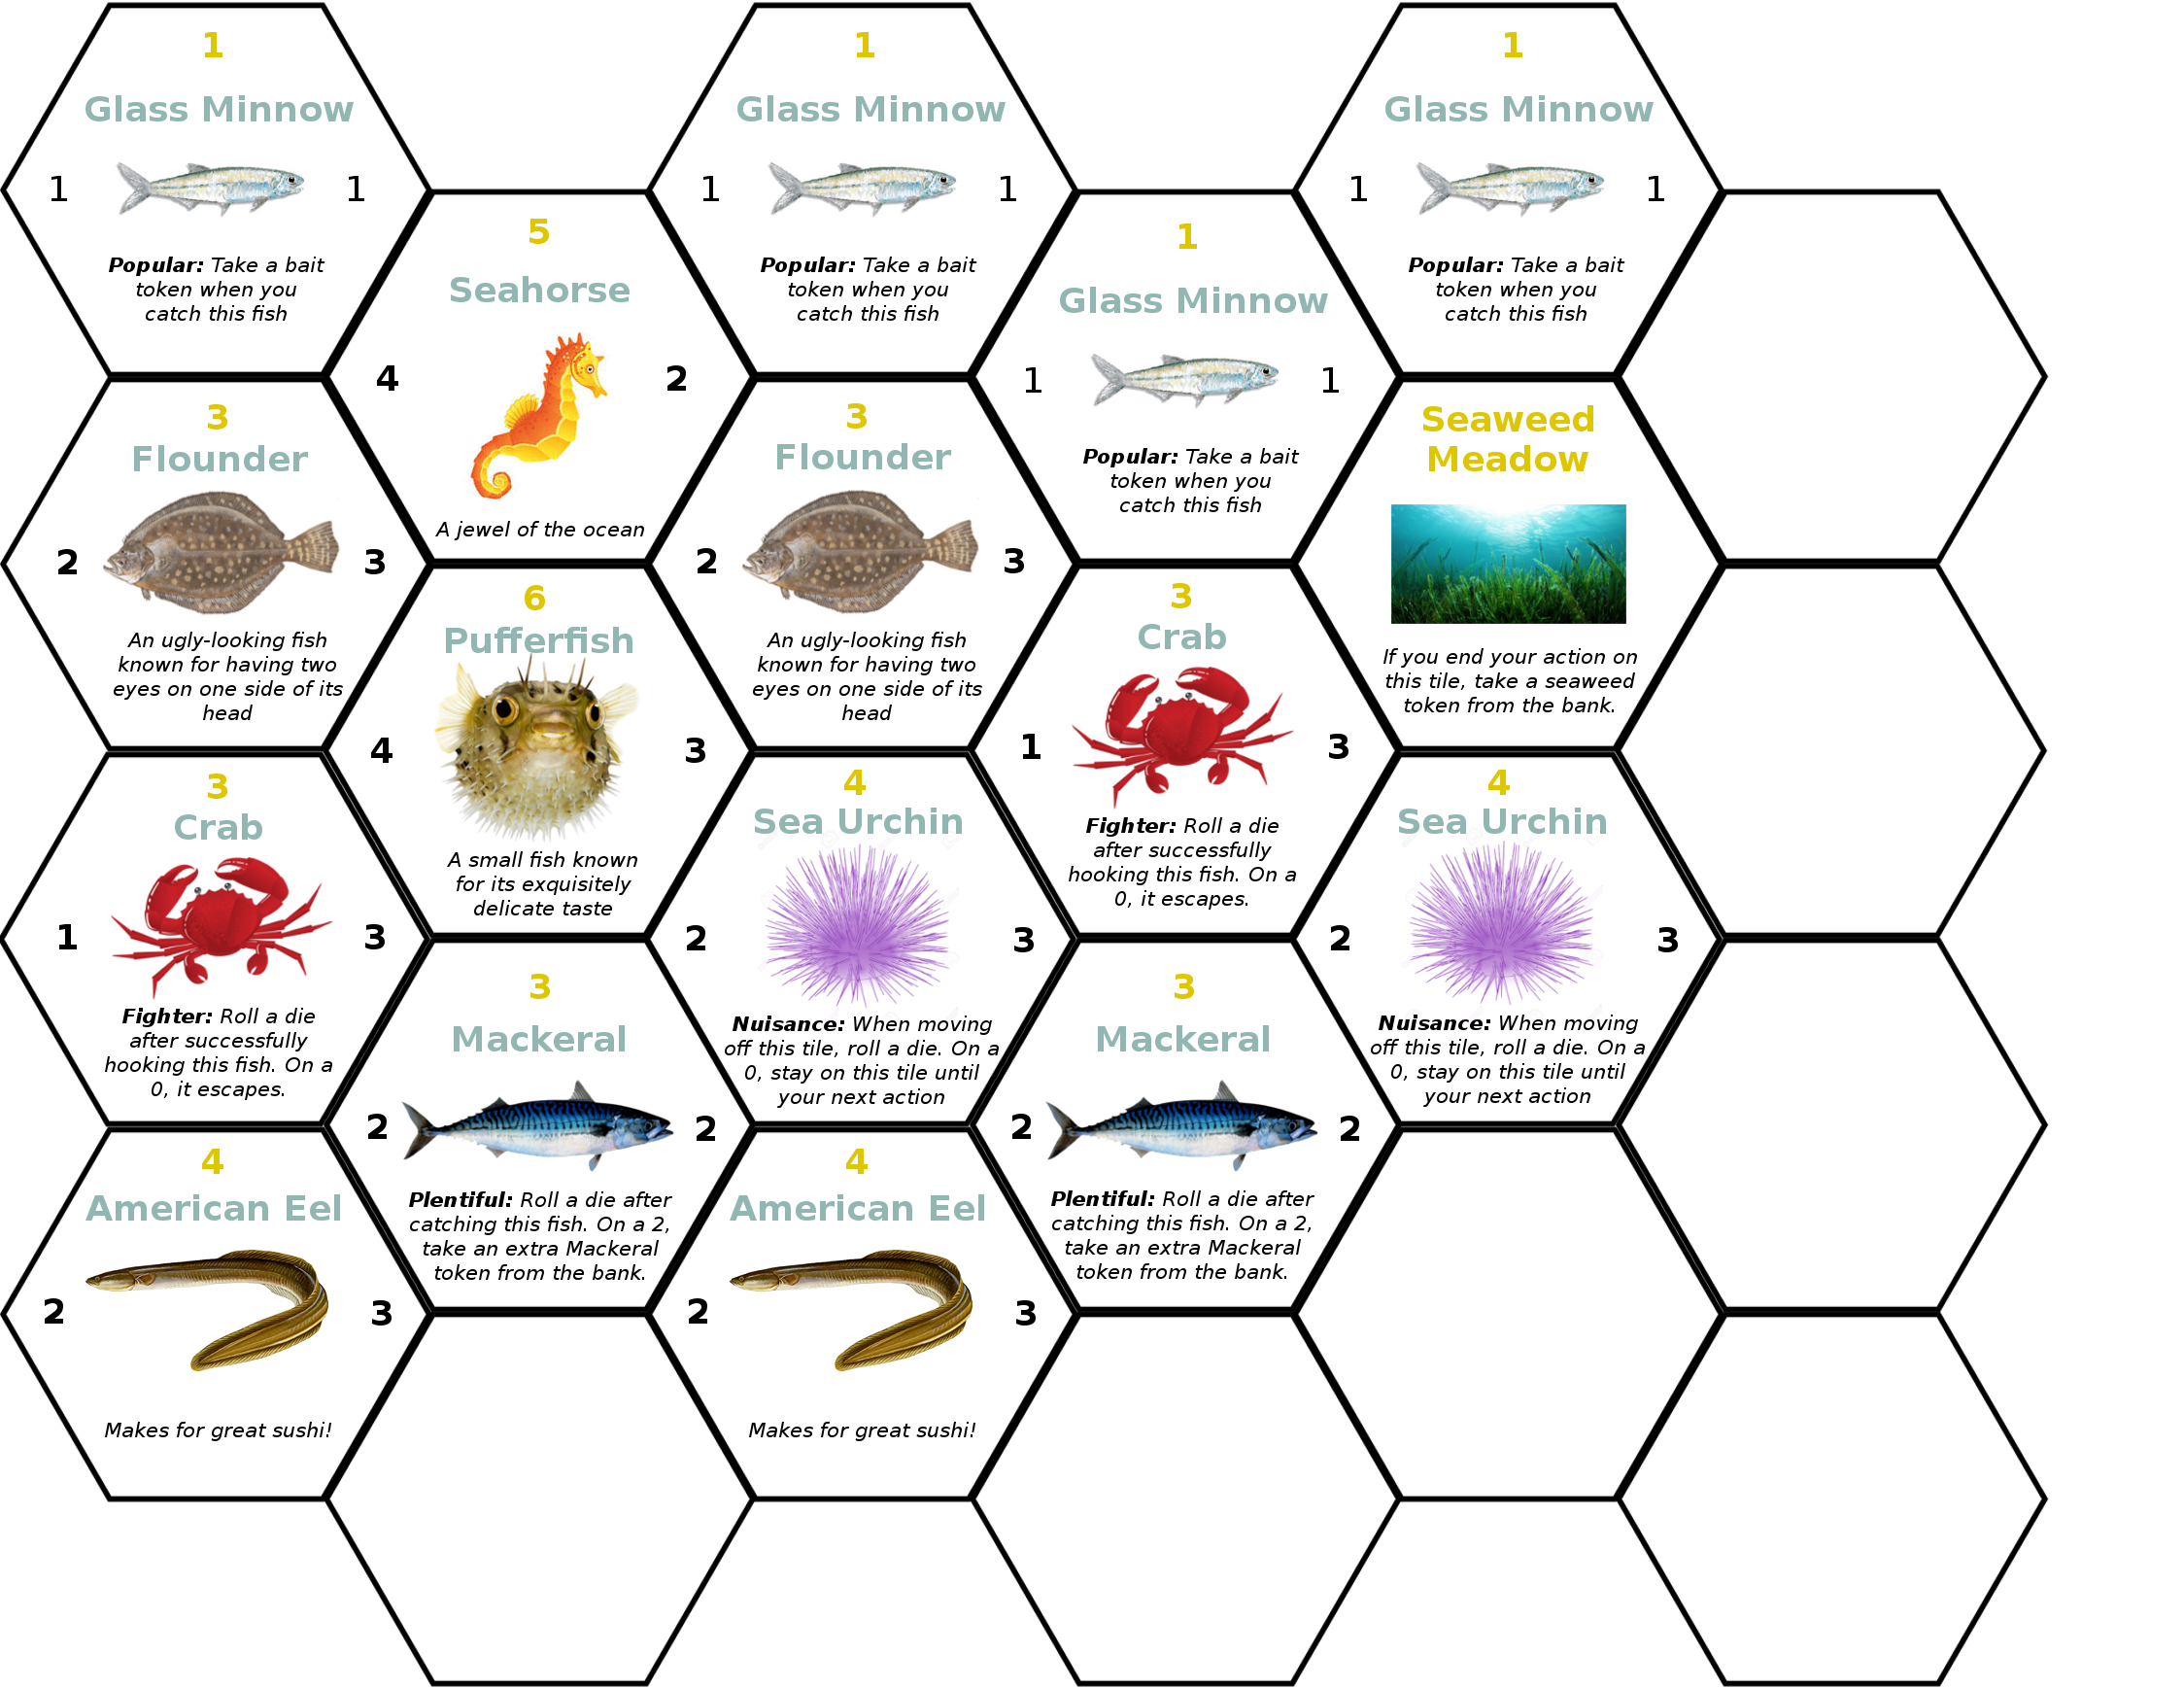 1
Glass Minnow
1 1
Popular: Take a bait
token when you
catch this fish
1
Glass Minnow
1 1
Popular: Take a bait
token when you
catch this fish
1
Glass Minnow
1 1
Popular: Take a bait
token when you
catch this fish
5
Seahorse
4 2
A jewel of the ocean
1
Glass Minnow
1 1
Popular: Take a bait
token when you
catch this fish
3
Flounder
2 3
An ugly-looking fish
known for having two
eyes on one side of its
head
3
Flounder
2 3
An ugly-looking fish
known for having two
eyes on one side of its
head
Seaweed
Meadow
If you end your action on
this tile, take a seaweed
token from the bank.
6
Pufferfish
4 3
A small fish known
for its exquisitely
delicate taste
3
Crab
1 3
Fighter: Roll a die
after successfully
hooking this fish. On a
0, it escapes.
3
Crab
1 3
Fighter: Roll a die
after successfully
hooking this fish. On a
0, it escapes.
4
Sea Urchin
2 3
Nuisance: When moving
off this tile, roll a die. On a
0, stay on this tile until
your next action
4
Sea Urchin
2 3
Nuisance: When moving
off this tile, roll a die. On a
0, stay on this tile until
your next action
3
Mackeral
2 2
Plentiful: Roll a die after
catching this fish. On a 2,
take an extra Mackeral
token from the bank.
3
Mackeral
2 2
Plentiful: Roll a die after
catching this fish. On a 2,
take an extra Mackeral
token from the bank.
4
American Eel
2 3
Makes for great sushi!
4
American Eel
2 3
Makes for great sushi!